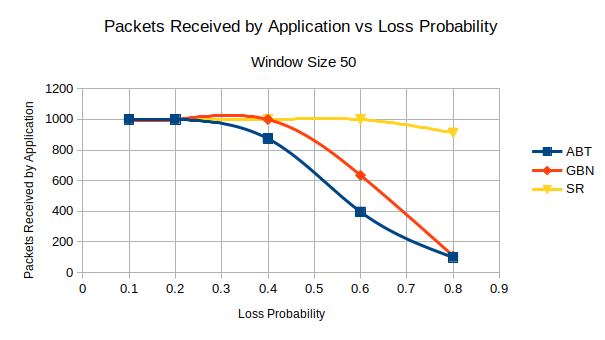 Packets Received by Application vs Loss Probability
Window Size 50
Packets Received by Application
1200
1000
800
600
400
200
0
0 0.1 0.2 0.3 0.4 0.5 0.6 0.7 0.8 0.9
Loss Probability
ABT
GBN
SR